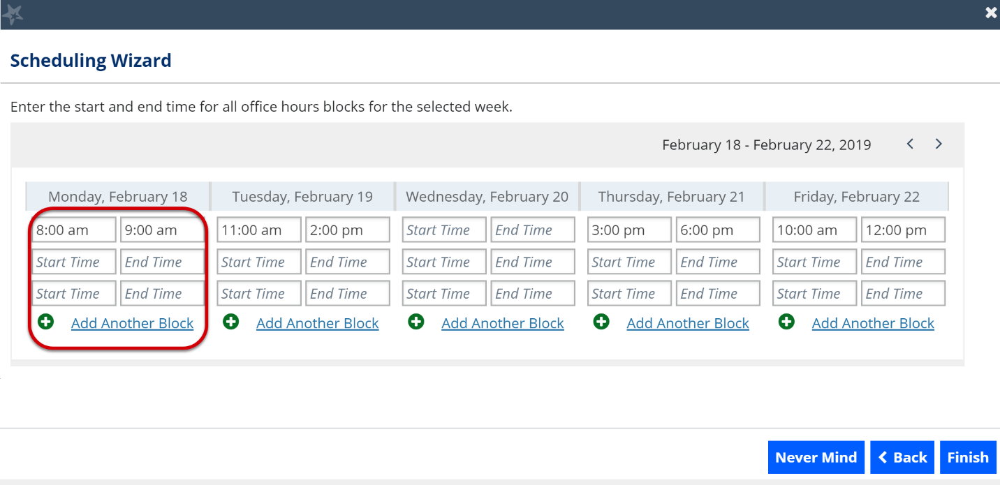 Scheduling Wizard
Enter the start and end time for all office hours blocks for the selected week.
February 18 - February 22, 2019
Monday, February 18 Tuesday, February 19 Wednesday, February 20 Thursday, February 21 Friday, February 22
8:00 am 9:00 am 11:00 am 2:00 pm Start Time End Time 3:00 pm 6:00 pm 10:00 am 12:00 pm
Start Time End Time Start Time End Time Start Time End Time Start Time End Time Start Time End Time
Start Time End Time Start Time End Time Start Time End Time Start Time End Time Start Time End Time
Add Another Block Add Another Block Add Another Block Add Another Block Add Another Block
Never Mind Back Finish